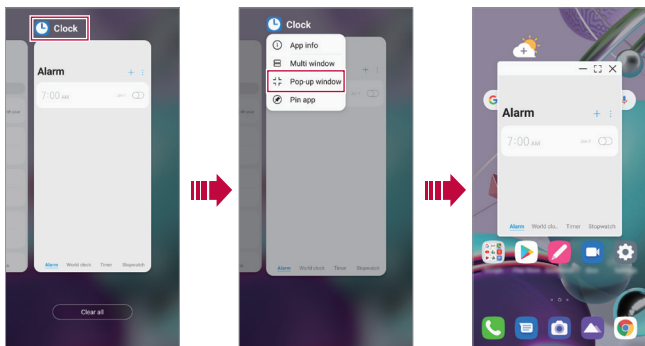 Clock
Alarm
7:00 AM
Alarm World clock Timer Stopwatch
Clear all
Clock
App info
Multi window
Pop-up window
Pin app
Alarm World clock Timer Stopwatch
G
Alarm
7:00 AM
Alarm World clo.. Timer Stopwatch